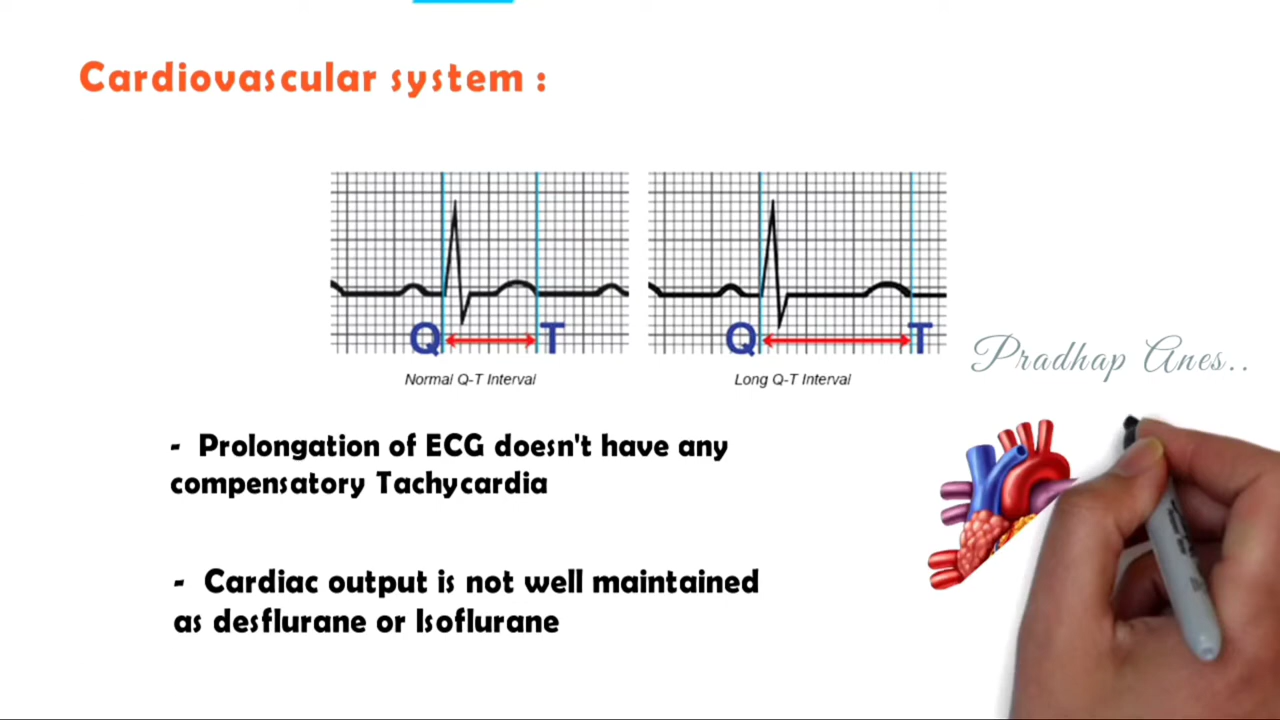 Cardiovascular system :
Q T
Q T
Normal Q-T Interval
Long Q-T Interval
Pradhap Anes..
- Prolongation of ECG doesn't have any
compensatory Tachycardia
- Cardiac output is not well maintained
as desflurane or Isoflurane